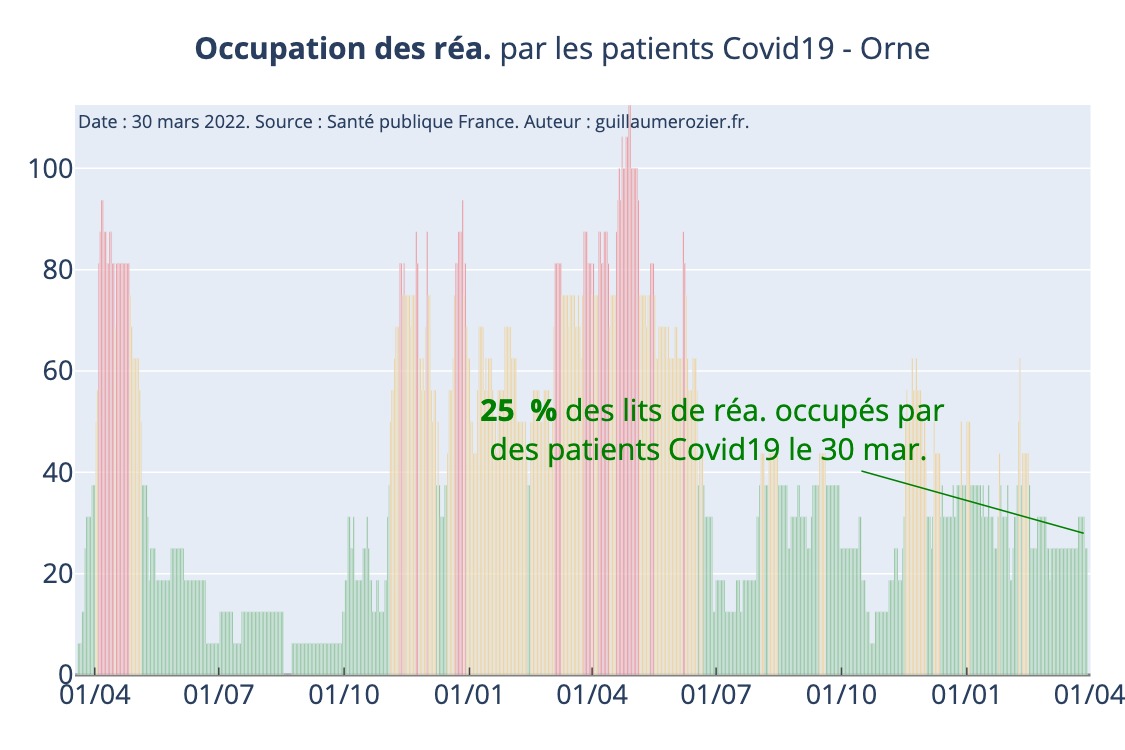 Occupation des réa. par les patients Covid19 - Orne
Date : 30 mars 2022. Source : Santé publique France. Auteur : guillaumerozier.fr.
100
80
60
40
20
0
25 % des lits de réa. occupés par
des patients Covid19 le 30 mar.
01/04 01/07 01/10 01/01 01/04 01/07 01/10 01/01 01/04